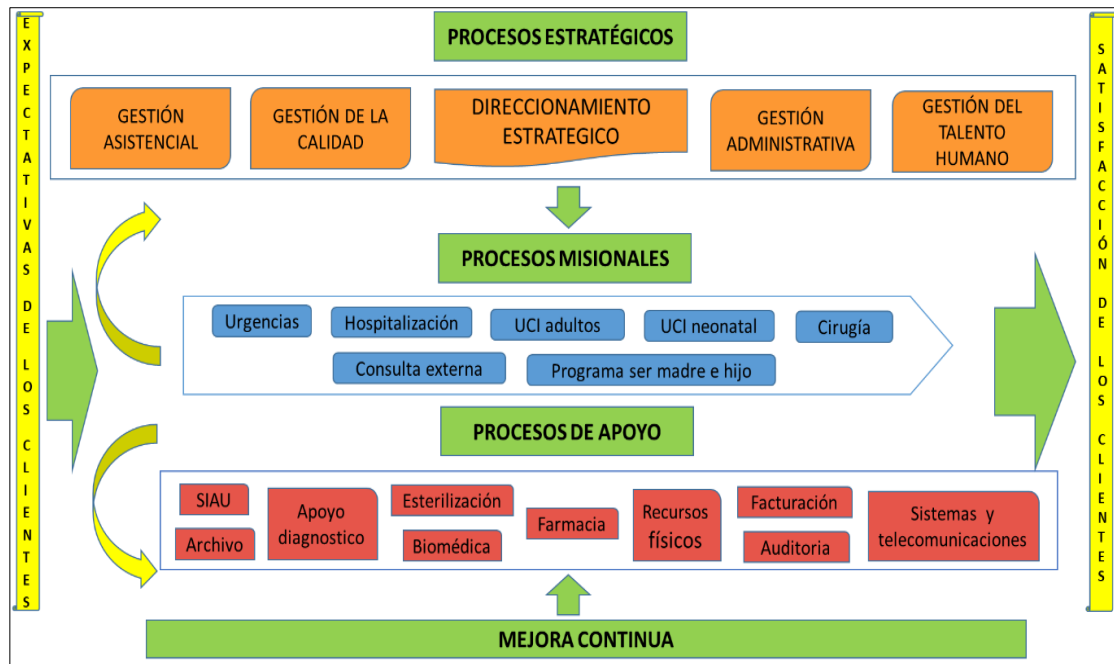 EXPECTATIVAS DE LOS CLIENTES
PROCESOS ESTRATÉGICOS
GESTIÓN
ASISTENCIAL
GESTIÓN DE LA
CALIDAD
DIRECCIONAMIENTO
ESTRATEGICO
GESTIÓN
ADMINISTRATIVA
GESTIÓN DEL
TALENTO
HUMANO
PROCESOS MISIONALES
Urgencias
Hospitalización
UCI adultos
UCI neonatal
Cirugía
Consulta externa
Programa ser madre e hijo
PROCESOS DE APOYO
SIAU
Archivo
Apoyo
diagnostico
Esterilización
Biomédica
Farmacia
Recursos
físicos
Facturación
Auditoria
Sistemas y
telecomunicaciones
MEJORA CONTINUA
SATISFACCIÓN DE LOS CLIENTES